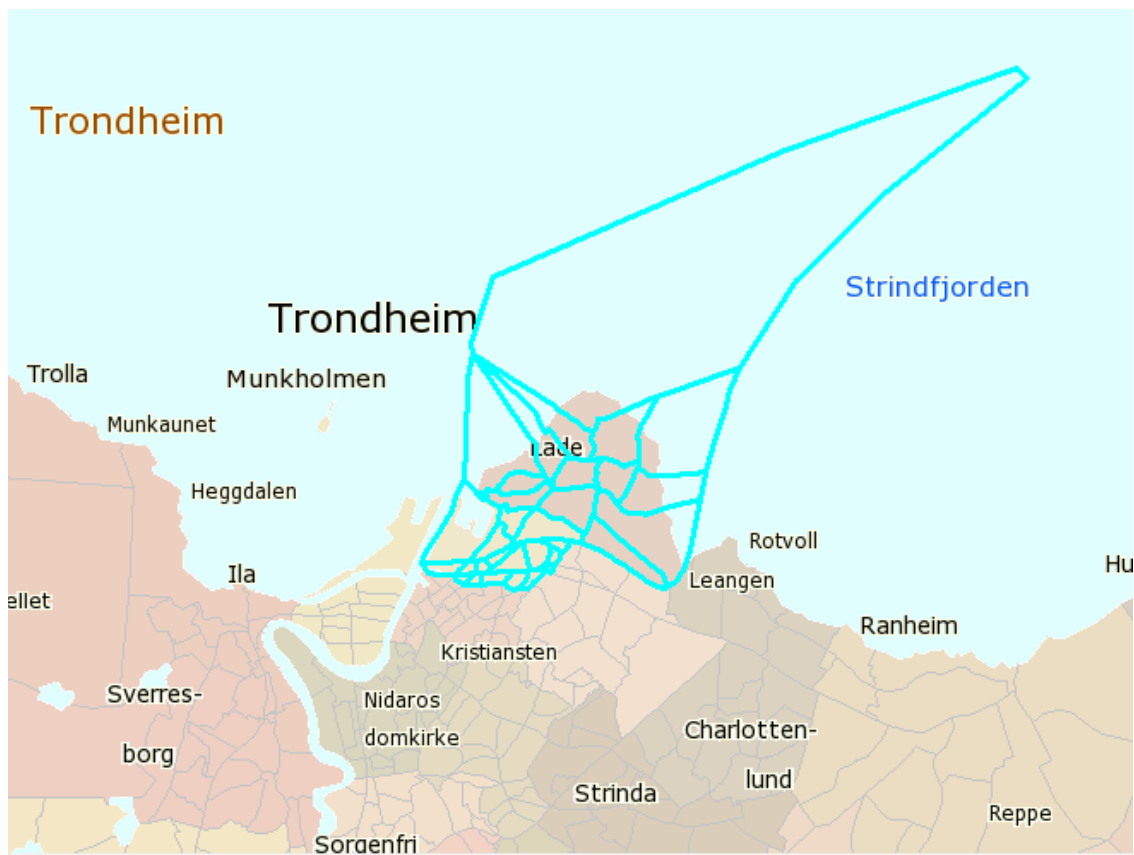 Trondheim
Strindfjorden
Trondheim
Trolla
Munkholmen
Munkaunet
Lade
Heggdalen
Rotvoll
Hu
Ila
Leangen
ellet
Ranheim
Kristiansten
Sverres-
borg
Nidaros
domkirke
Charlotten-
lund
Strinda
Reppe
Sorgenfri